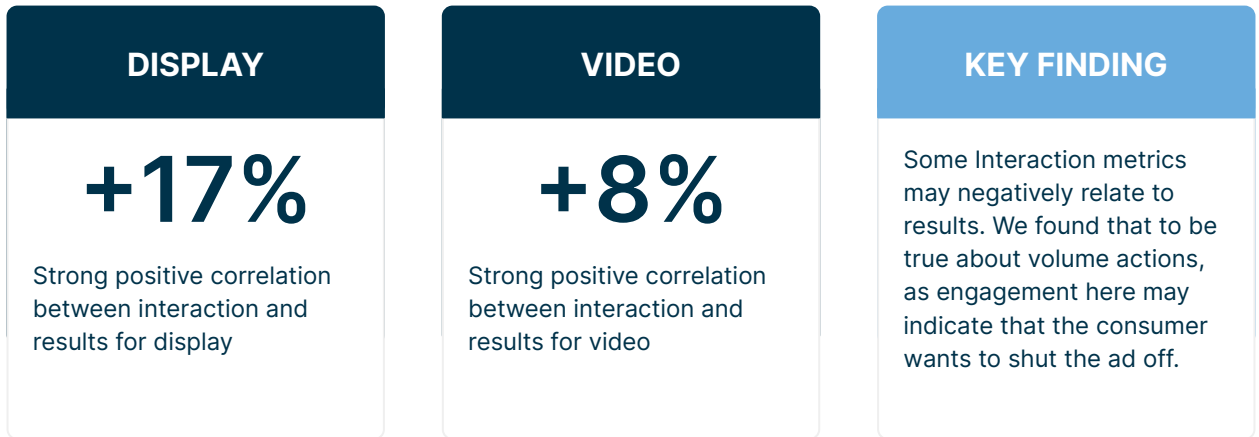 DISPLAY
+17%
Strong positive correlation
between interaction and
results for display
VIDEO
+8%
Strong positive correlation
between interaction and
results for video
KEY FINDING
Some Interaction metrics
may negatively relate to
results. We found that to be
true about volume actions,
as engagement here may
indicate that the consumer
wants to shut the ad off.